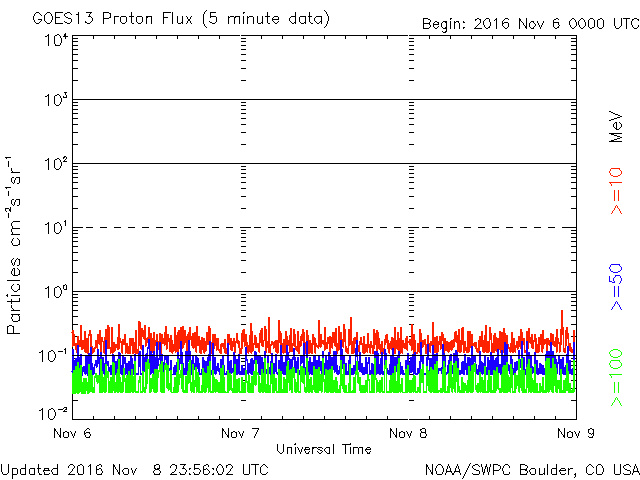 GOES13 Proton Flux (5 minute data)
Begin: 2016 Nov 6 0000 UTC
Particles cm⁻²s⁻¹sr⁻¹
10⁴
10³
10²
10¹
10⁰
10⁻¹
10⁻²
Nov 6
Nov 7
Nov 8
Nov 9
Universal Time
>=10
>=50
>=100
MeV
Updated 2016 Nov 8 23:56:02 UTC
NOAA/SWPC Boulder, CO USA